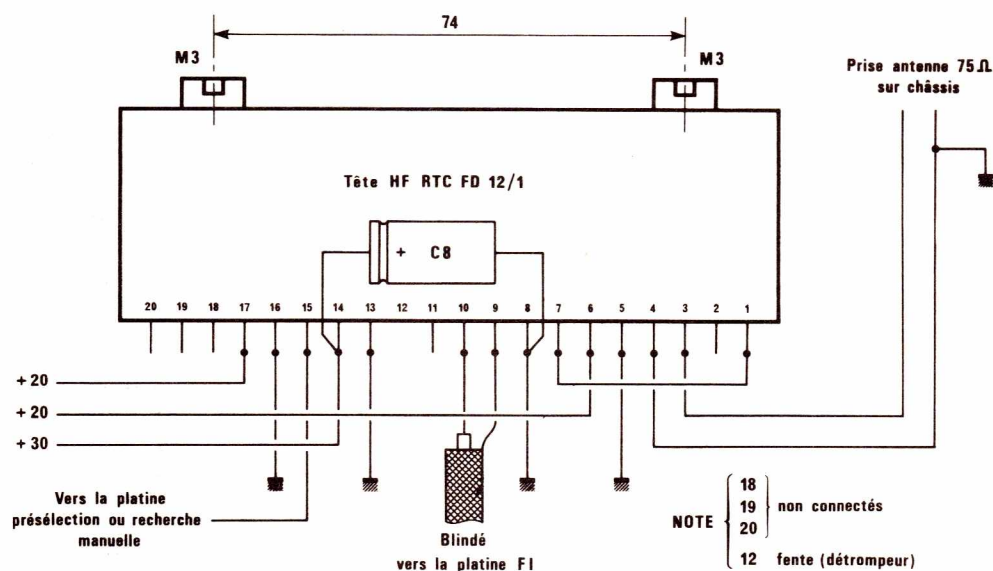 74
M3
M3
Prise antenne 75Ω
sur châssis
Tête HF RTC FD 12/1
+ C8
20 19 18 17 16 15 14 13 12 11 10 9 8 7 6 5 4 3 2 1
+20
+20
+30
Vers la platine
présélection ou recherche
manuelle
Blindé
vers la platine FI
NOTE
18
19
20
non connectés
12 fente (détrompeur)